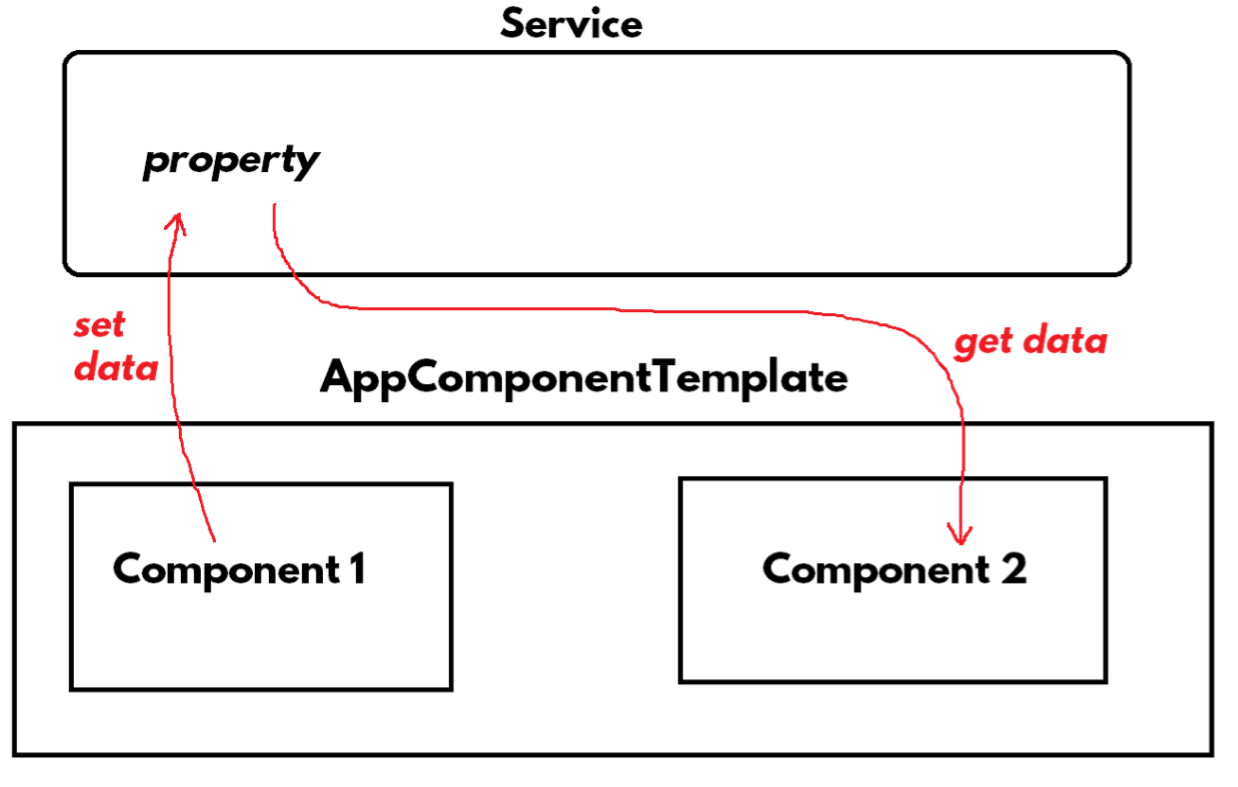 Service
property
set
data
get data
AppComponentTemplate
Component 1
Component 2